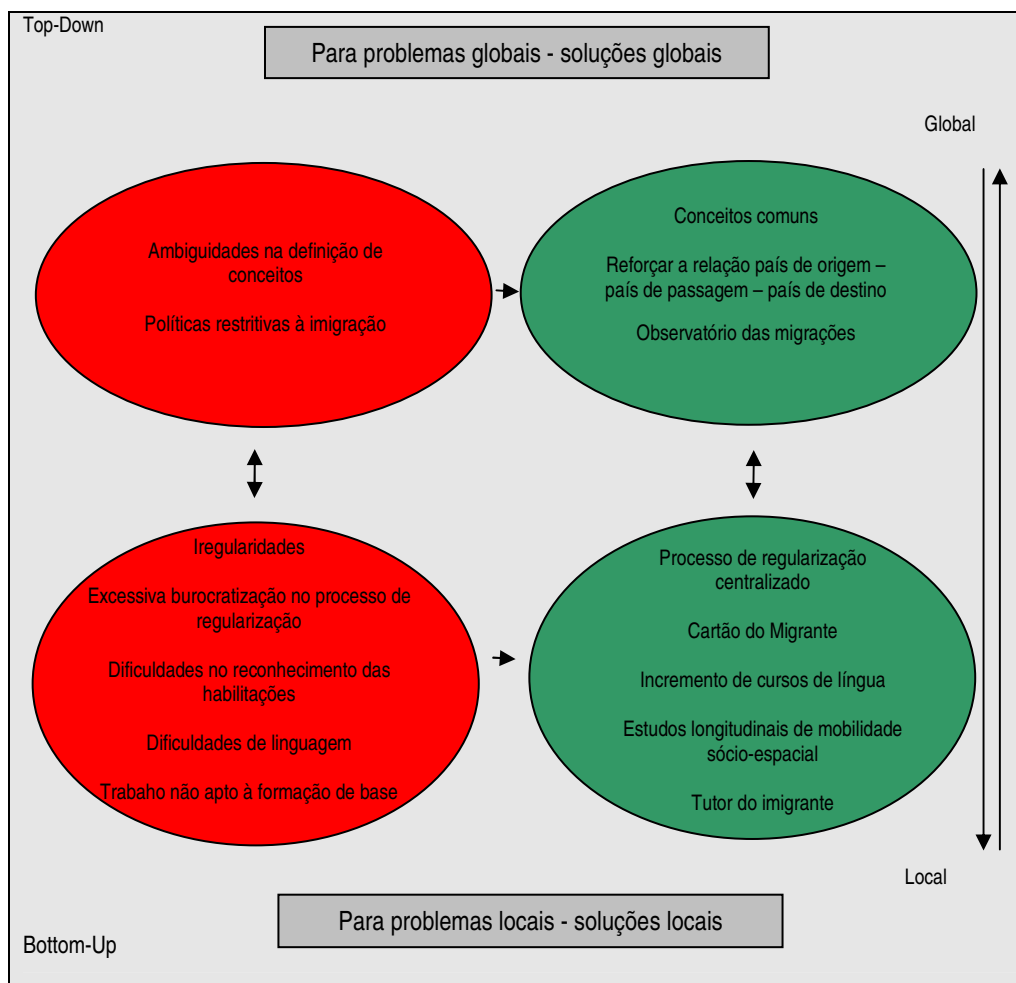 Top-Down
Para problemas globais - soluções globais
Global
Ambiguidades na definição de
conceitos
Políticas restritivas à imigração
Conceitos comuns
Reforçar a relação país de origem –
país de passagem – país de destino
Observatório das migrações
Irregularidades
Excessiva burocratização no processo de
regularização
Dificuldades no reconhecimento das
habilitações
Dificuldades de linguagem
Trabaho não apto à formação de base
Processo de regularização
centralizado
Cartão do Migrante
Incremento de cursos de língua
Estudos longitudinais de mobilidade
sócio-espacial
Tutor do imigrante
Local
Para problemas locais - soluções locais
Bottom-Up